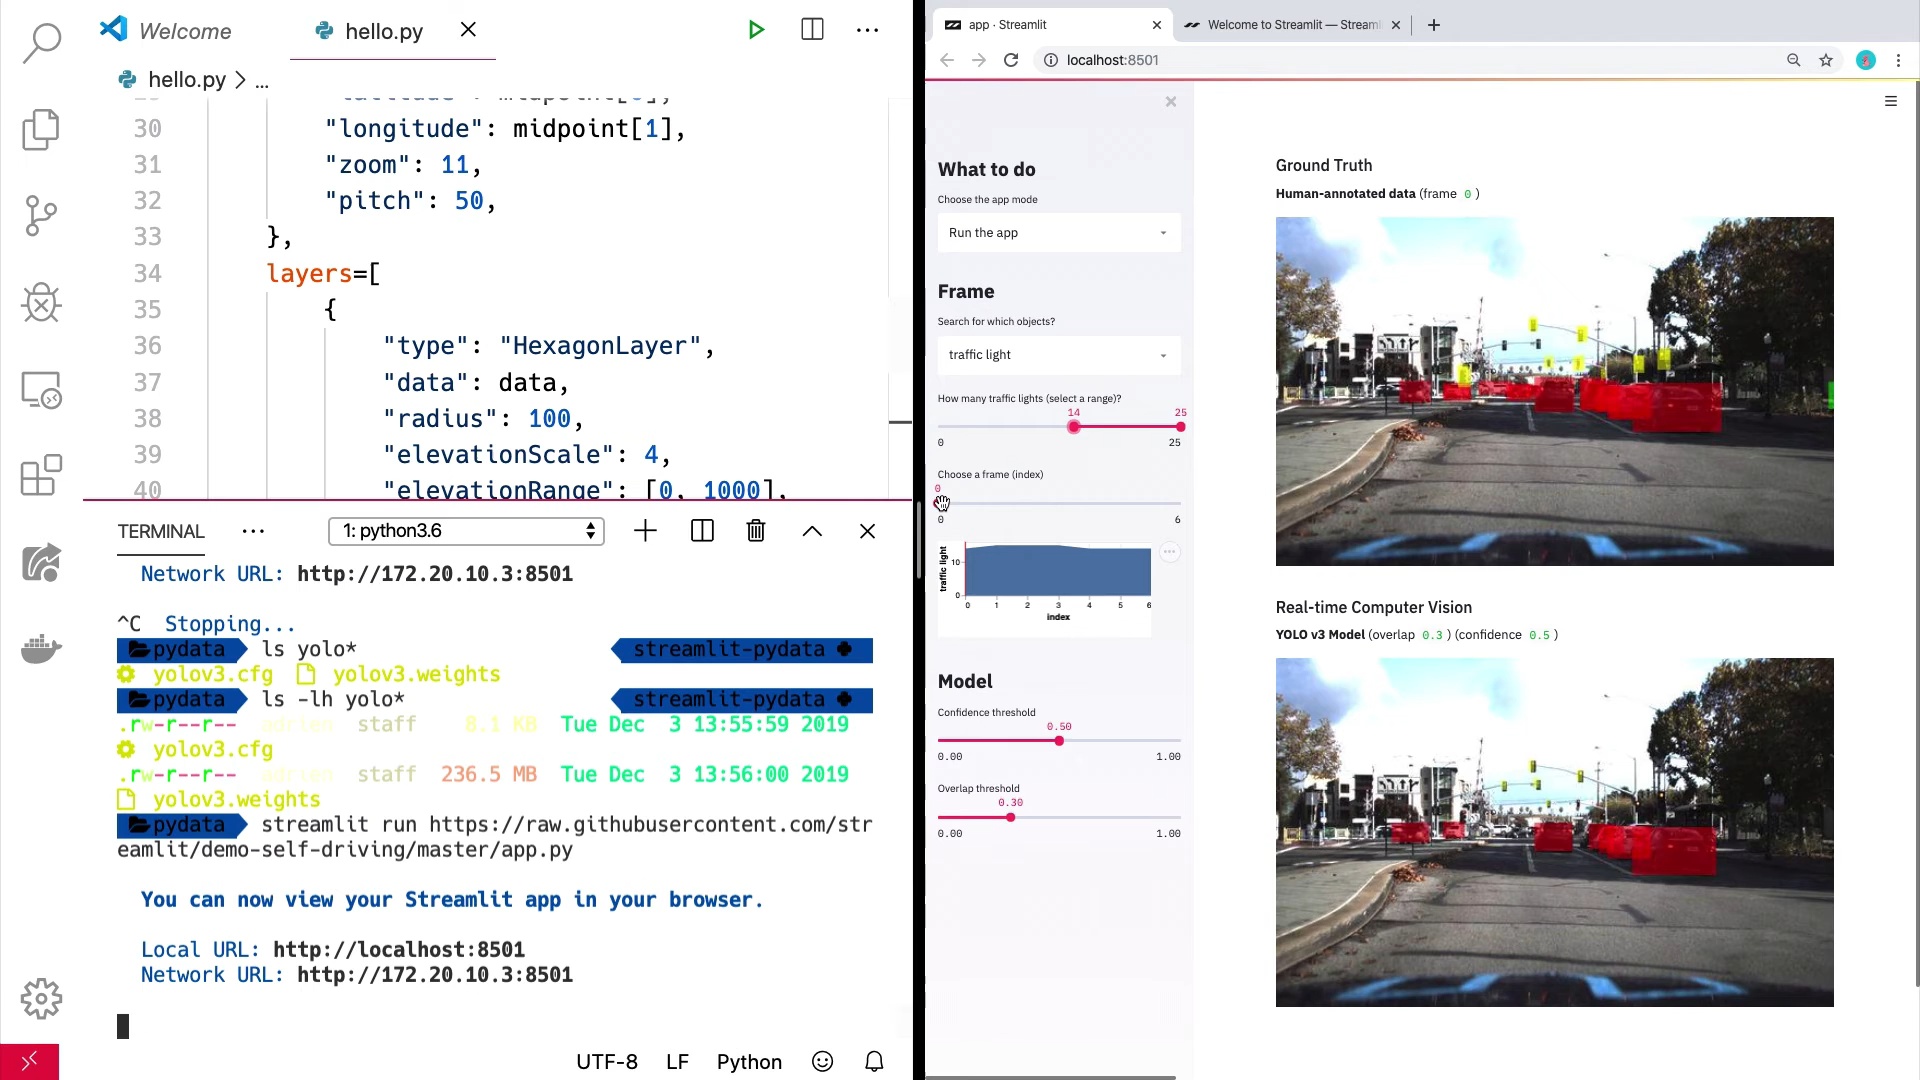 Welcome
hello.py
hello.py > ...
30 "longitude": midpoint[1],
31 "zoom": 11,
32 "pitch": 50,
33 },
34 layers=[
35 {
36 "type": "HexagonLayer",
37 "data": data,
38 "radius": 100,
39 "elevationScale": 4,
40 "elevationRange": [0, 1000],
TERMINAL ... 1: python3.6
Network URL: http://172.20.10.3:8501
^C Stopping...
pydata ls yolo* streamlit-pydata
yolov3.cfg yolov3.weights
pydata ls -lh yolo* streamlit-pydata
.rw-r--r-- adrien staff 8.1 KB Tue Dec 3 13:55:59 2019
yolov3.cfg
.rw-r--r-- adrien staff 236.5 MB Tue Dec 3 13:56:00 2019
yolov3.weights
pydata streamlit run https://raw.githubusercontent.com/str
eamlit/demo-self-driving/master/app.py
You can now view your Streamlit app in your browser.
Local URL: http://localhost:8501
Network URL: http://172.20.10.3:8501
UTF-8 LF Python
app · Streamlit
Welcome to Streamlit — Streaml
localhost:8501
What to do
Choose the app mode
Run the app
Frame
Search for which objects?
traffic light
How many traffic lights (select a range)?
14 25
0 25
Choose a frame (index)
0
0 6
traffic light
10
0
0 1 2 3 4 5 6
index
Model
Confidence threshold
0.50
0.00 1.00
Overlap threshold
0.30
0.00 1.00
Ground Truth
Human-annotated data (frame 0 )
Real-time Computer Vision
YOLO v3 Model (overlap 0.3 ) (confidence 0.5 )